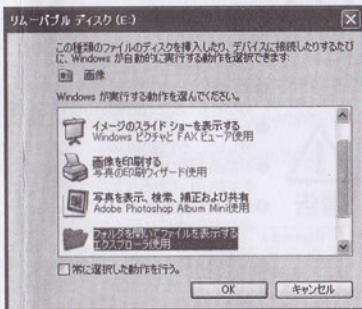 リムーバブル ディスク (E:)
この種類のファイルのディスクを挿入したり、デバイスに接続したりするたび
に、Windows が自動的に実行する動作を選択できます:
画像
Windows が実行する動作を選んでください。
イメージのスライド ショーを表示する
Windows ピクチャと FAX ビューア使用
画像を印刷する
写真の印刷ウィザード使用
写真を表示、検索、補正および共有
Adobe Photoshop Album Mini使用
フォルダを開いてファイルを表示する
エクスプローラ使用
常に選択した動作を行う。
OK
キャンセル